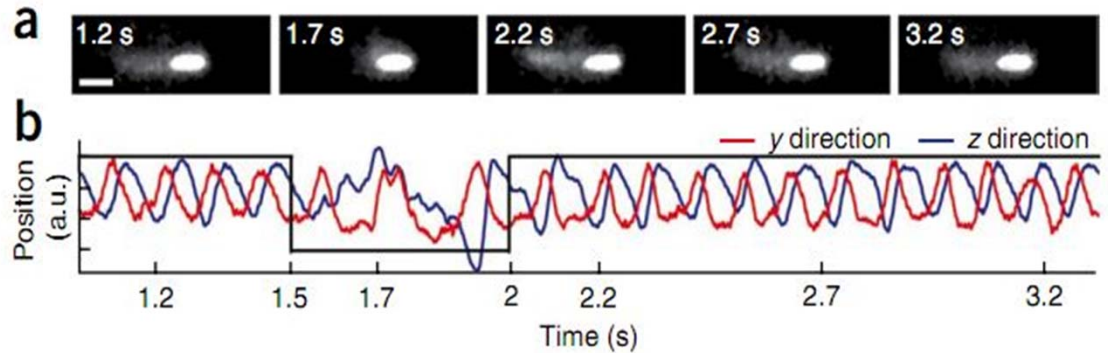 a
1.2 s 1.7 s 2.2 s 2.7 s 3.2 s
b
y direction z direction
Position
(a.u.)
1.2 1.5 1.7 2 2.2 2.7 3.2
Time (s)